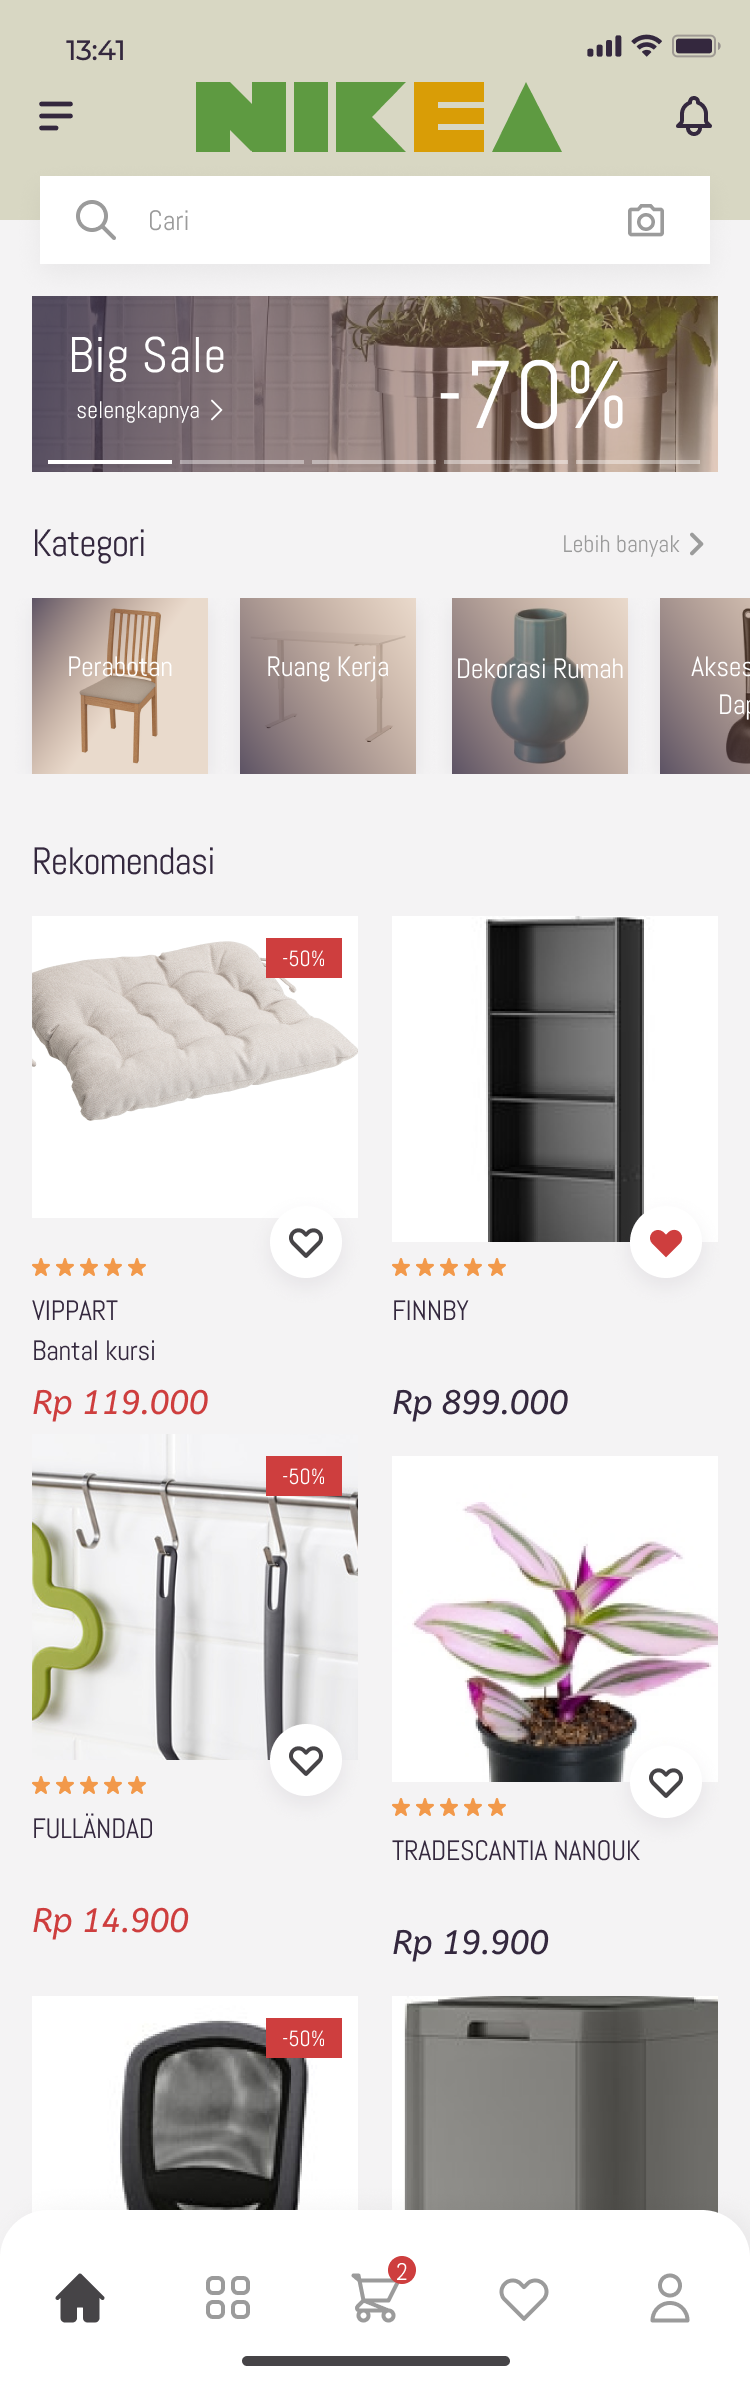 13:41
NIKEA
Cari
Big Sale
selengkapnya
-70%
Kategori
Lebih banyak
Perabotan
Ruang Kerja
Dekorasi Rumah
Akses
Dap
Rekomendasi
-50%
VIPPART
Bantal kursi
Rp 119.000
FINNBY
Rp 899.000
-50%
FULLÄNDAD
Rp 14.900
TRADESCANTIA NANOUK
Rp 19.900
-50%
2